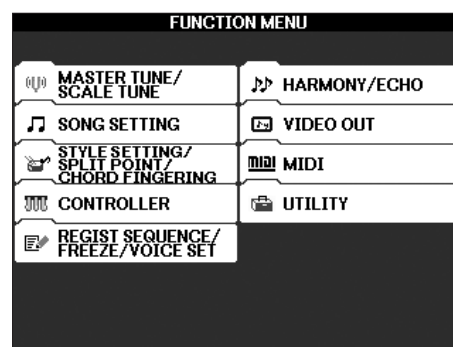 FUNCTION MENU
MASTER TUNE/
SCALE TUNE
SONG SETTING
STYLE SETTING/
SPLIT POINT/
CHORD FINGERING
CONTROLLER
REGIST SEQUENCE/
FREEZE/VOICE SET
HARMONY/ECHO
VIDEO OUT
MIDI MIDI
UTILITY